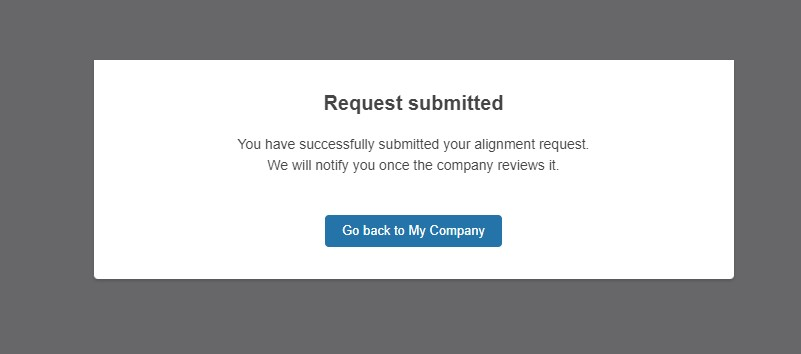 Request submitted
You have successfully submitted your alignment request.
We will notify you once the company reviews it.
Go back to My Company